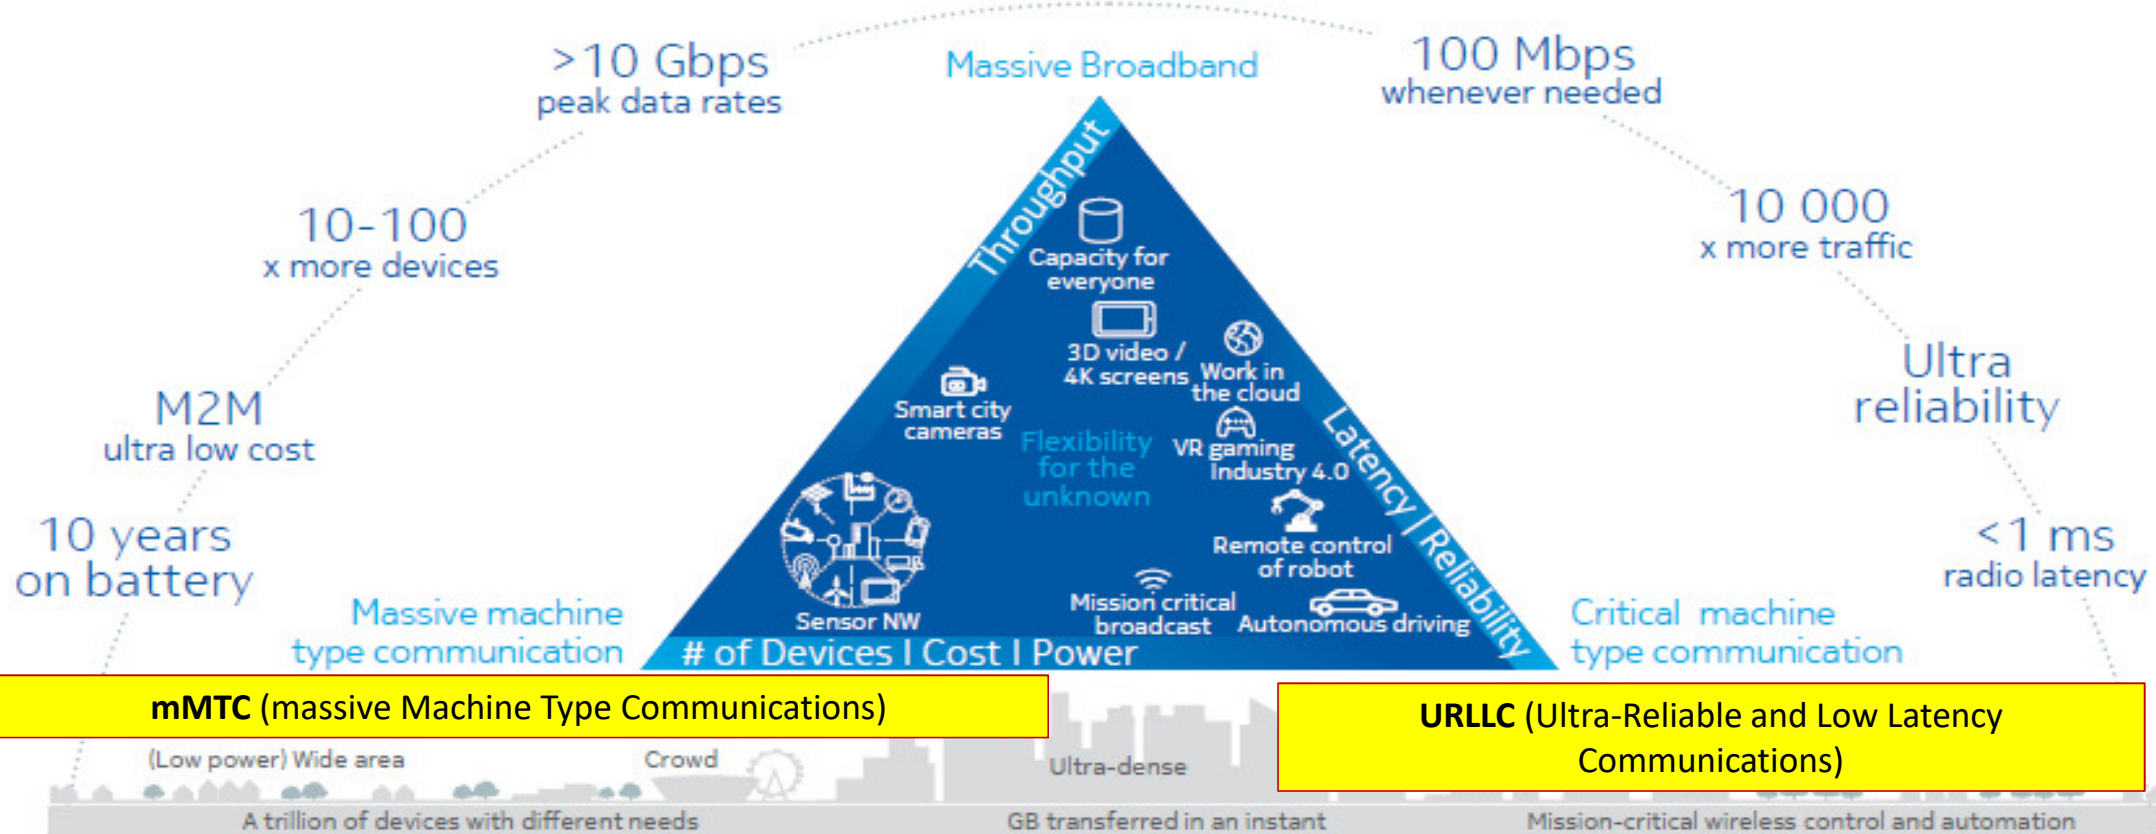 >10 Gbps
peak data rates
Massive Broadband
100 Mbps
whenever needed
10-100
x more devices
10 000
x more traffic
M2M
ultra low cost
Ultra
reliability
10 years
on battery
<1 ms
radio latency
Throughput
Capacity for
everyone
3D video /
4K screens
Work in
the cloud
Smart city
cameras
Flexibility
for the
unknown
VR gaming
Industry 4.0
Latency | Reliability
Remote control
of robot
Sensor NW
Mission critical
broadcast
Autonomous driving
Massive machine
type communication
# of Devices | Cost | Power
Critical machine
type communication
mMTC (massive Machine Type Communications)
URLLC (Ultra-Reliable and Low Latency
Communications)
(Low power) Wide area
Crowd
Ultra-dense
A trillion of devices with different needs
GB transferred in an instant
Mission-critical wireless control and automation